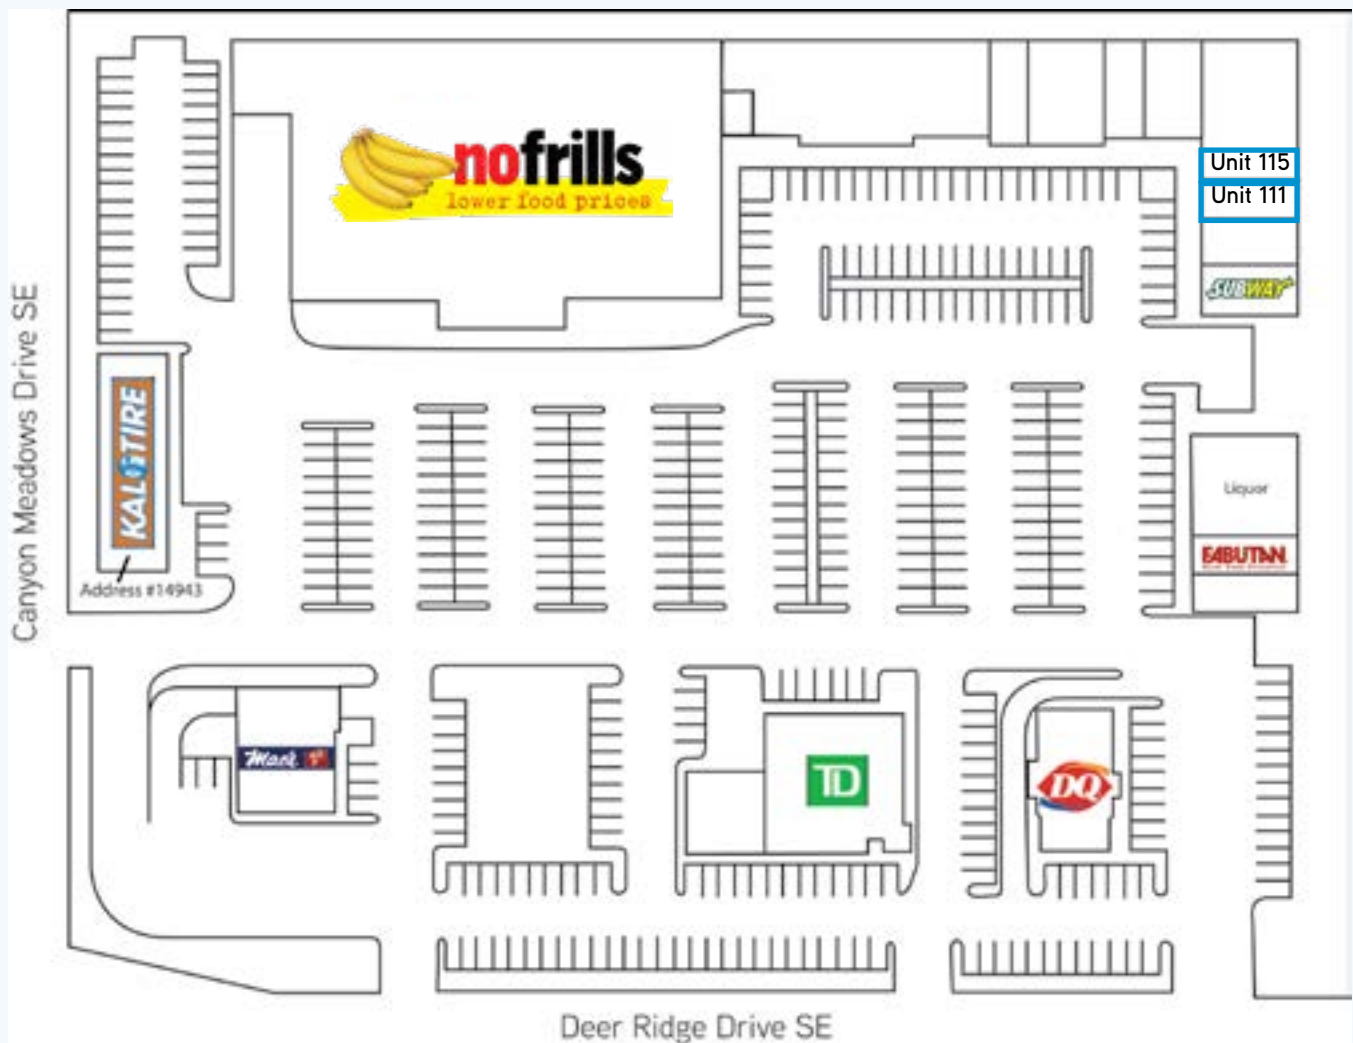 nofrills
lower food prices
Unit 115
Unit 111
SUBWAY
Canyon Meadows Drive SE
KAL TIRE
Liquor
FABUTAN
Address #14943
Mark
TD
DQ
Deer Ridge Drive SE